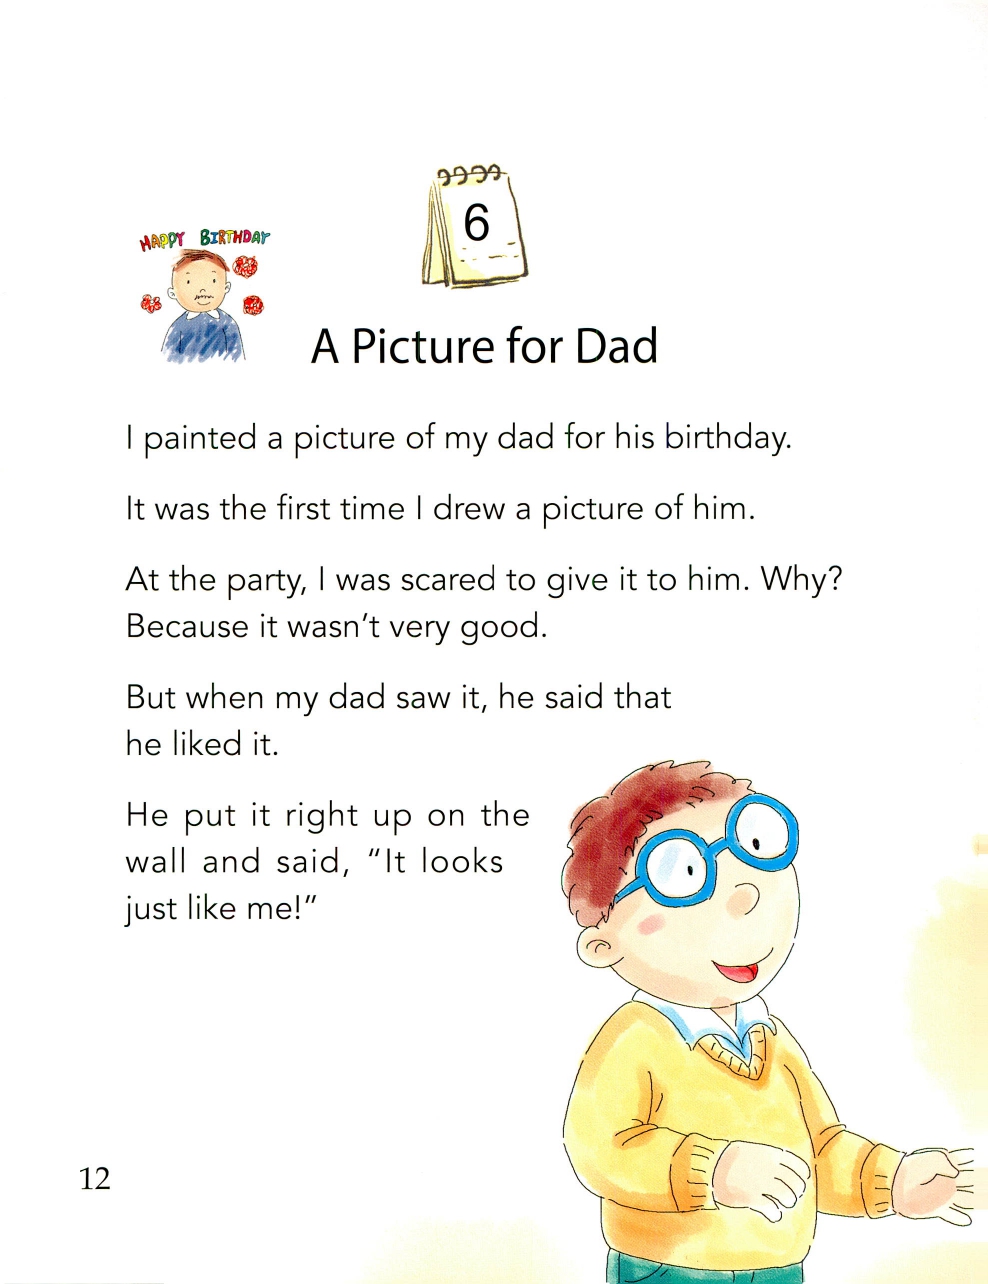 6
HAPPY BIRTHDAY
A Picture for Dad
I painted a picture of my dad for his birthday.
It was the first time I drew a picture of him.
At the party, I was scared to give it to him. Why?
Because it wasn't very good.
But when my dad saw it, he said that
he liked it.
He put it right up on the
wall and said, “It looks
just like me!”
12